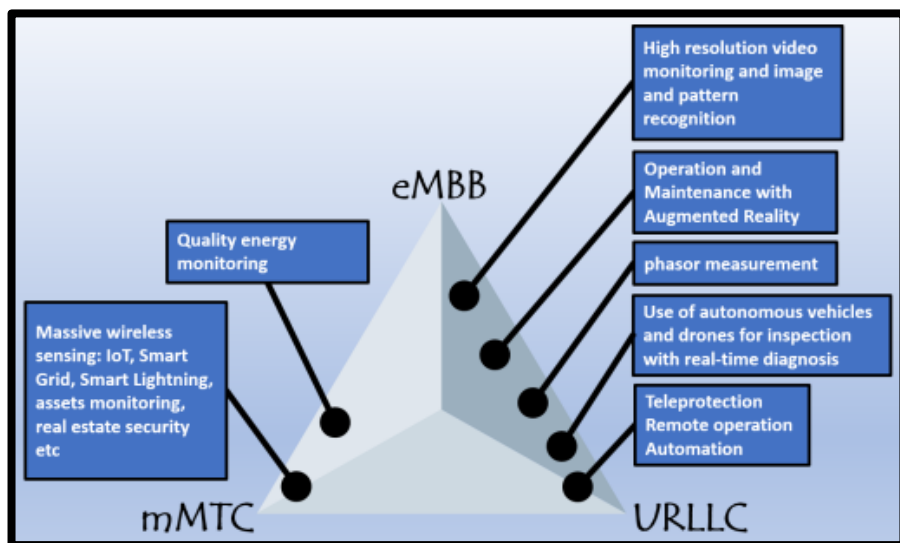 High resolution video
monitoring and image
and pattern
recognition
eMBB
Operation and
Maintenance with
Augmented Reality
Quality energy
monitoring
phasor measurement
Massive wireless
sensing: IoT, Smart
Grid, Smart Lightning,
assets monitoring,
real estate security
etc
Use of autonomous vehicles
and drones for inspection
with real-time diagnosis
Teleprotection
Remote operation
Automation
mMTC
URLLC